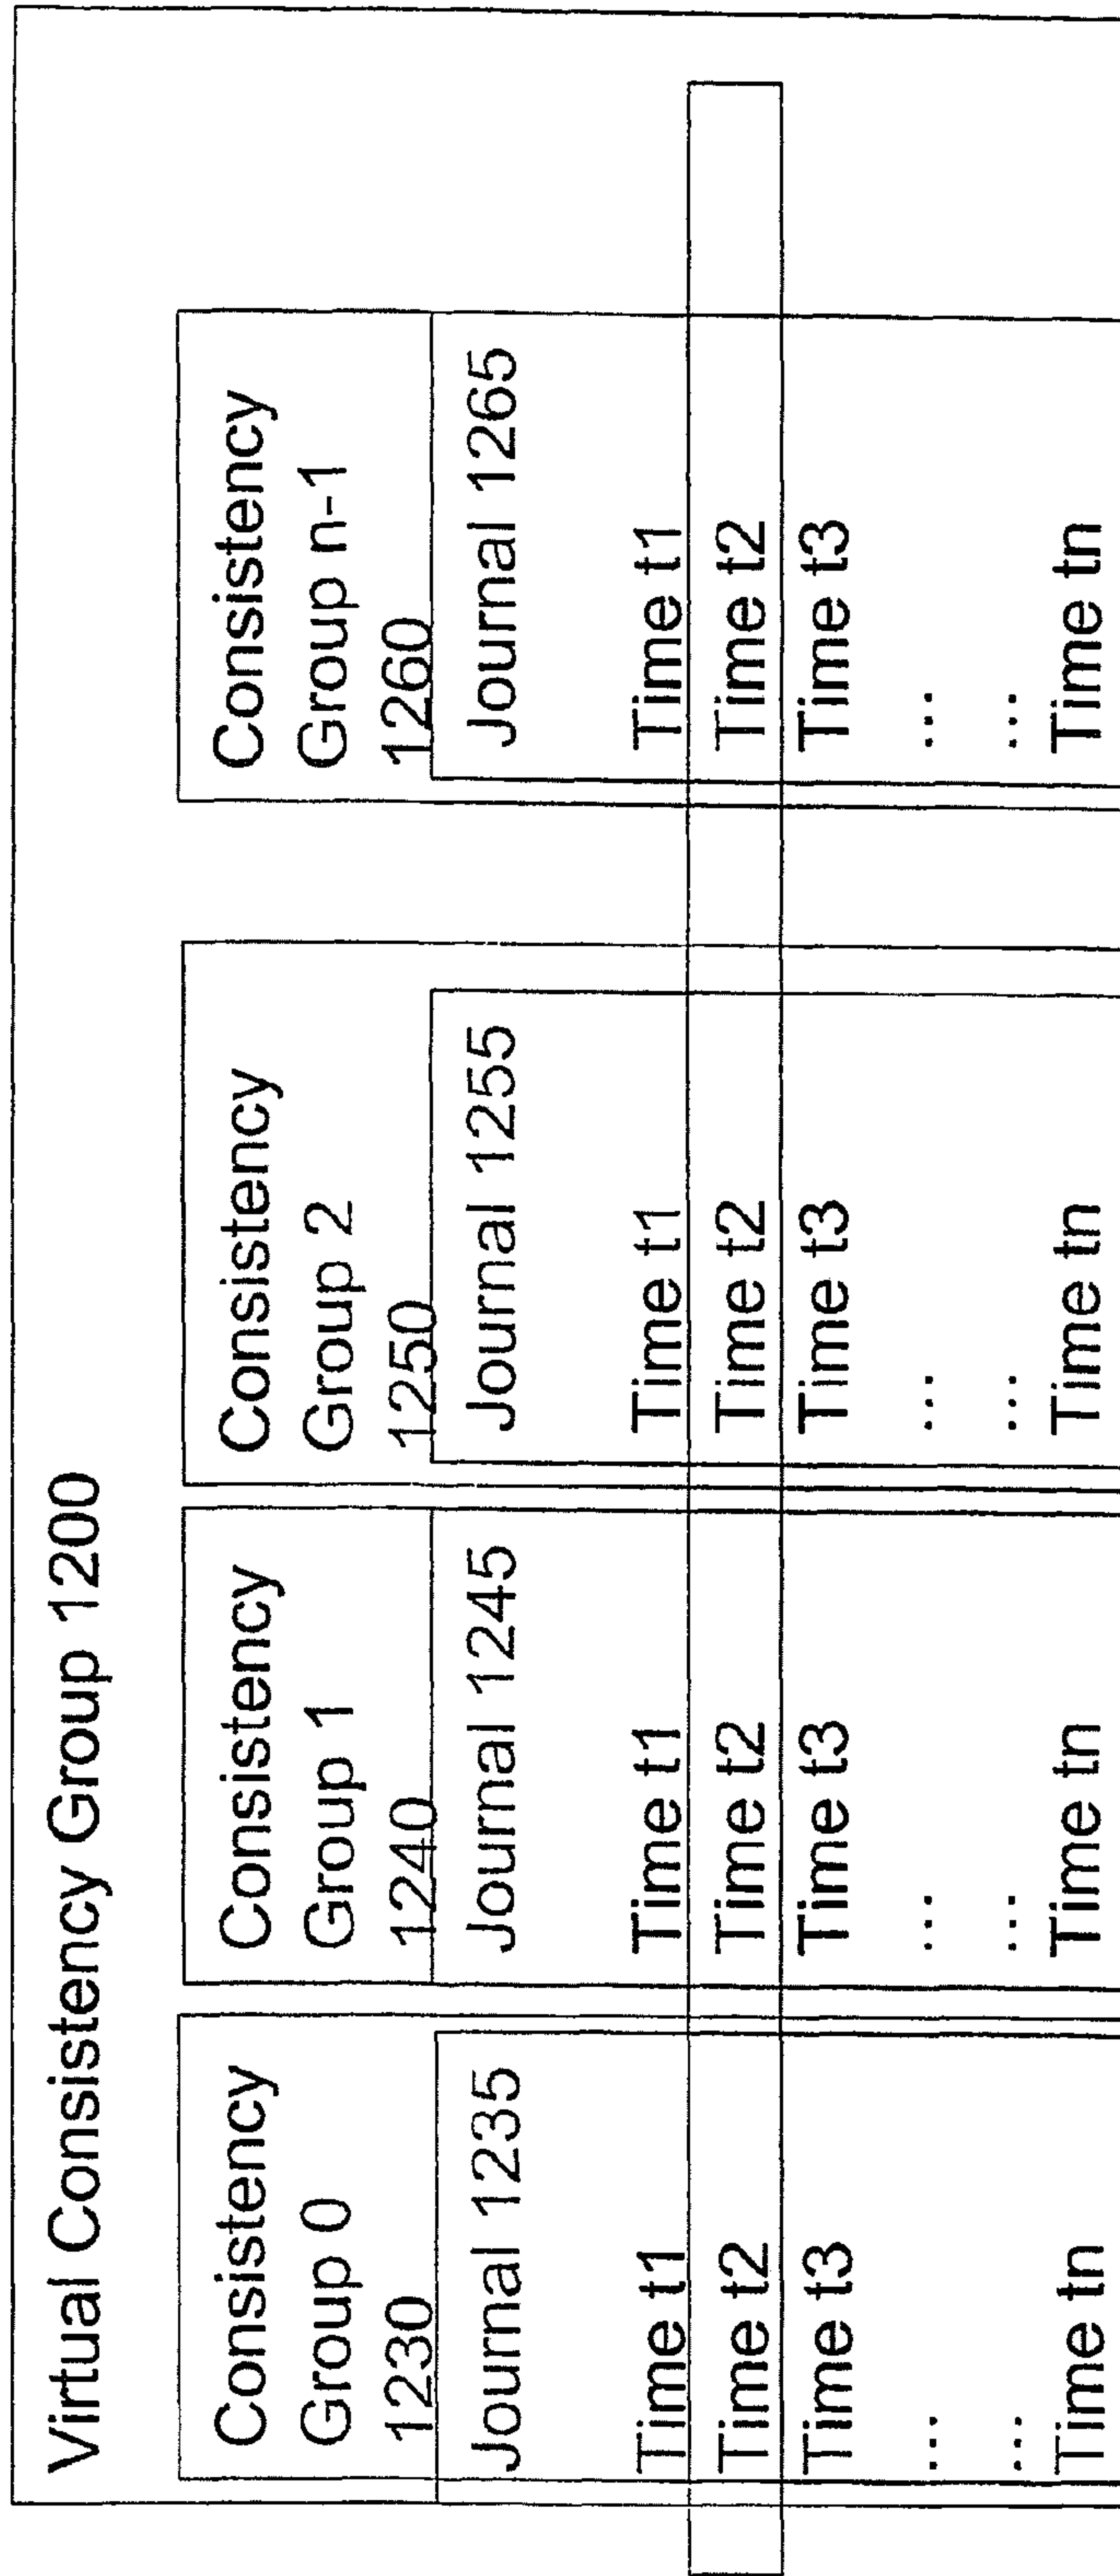 Virtual Consistency Group 1200
Consistency
Group 0
1230
Journal 1235
Time t1
Time t2
Time t3
...
...
Time tn
Consistency
Group 1
1240
Journal 1245
Time t1
Time t2
Time t3
...
...
Time tn
Consistency
Group 2
1250
Journal 1255
Time t1
Time t2
Time t3
...
...
Time tn
Consistency
Group n-1
1260
Journal 1265
Time t1
Time t2
Time t3
...
...
Time tn